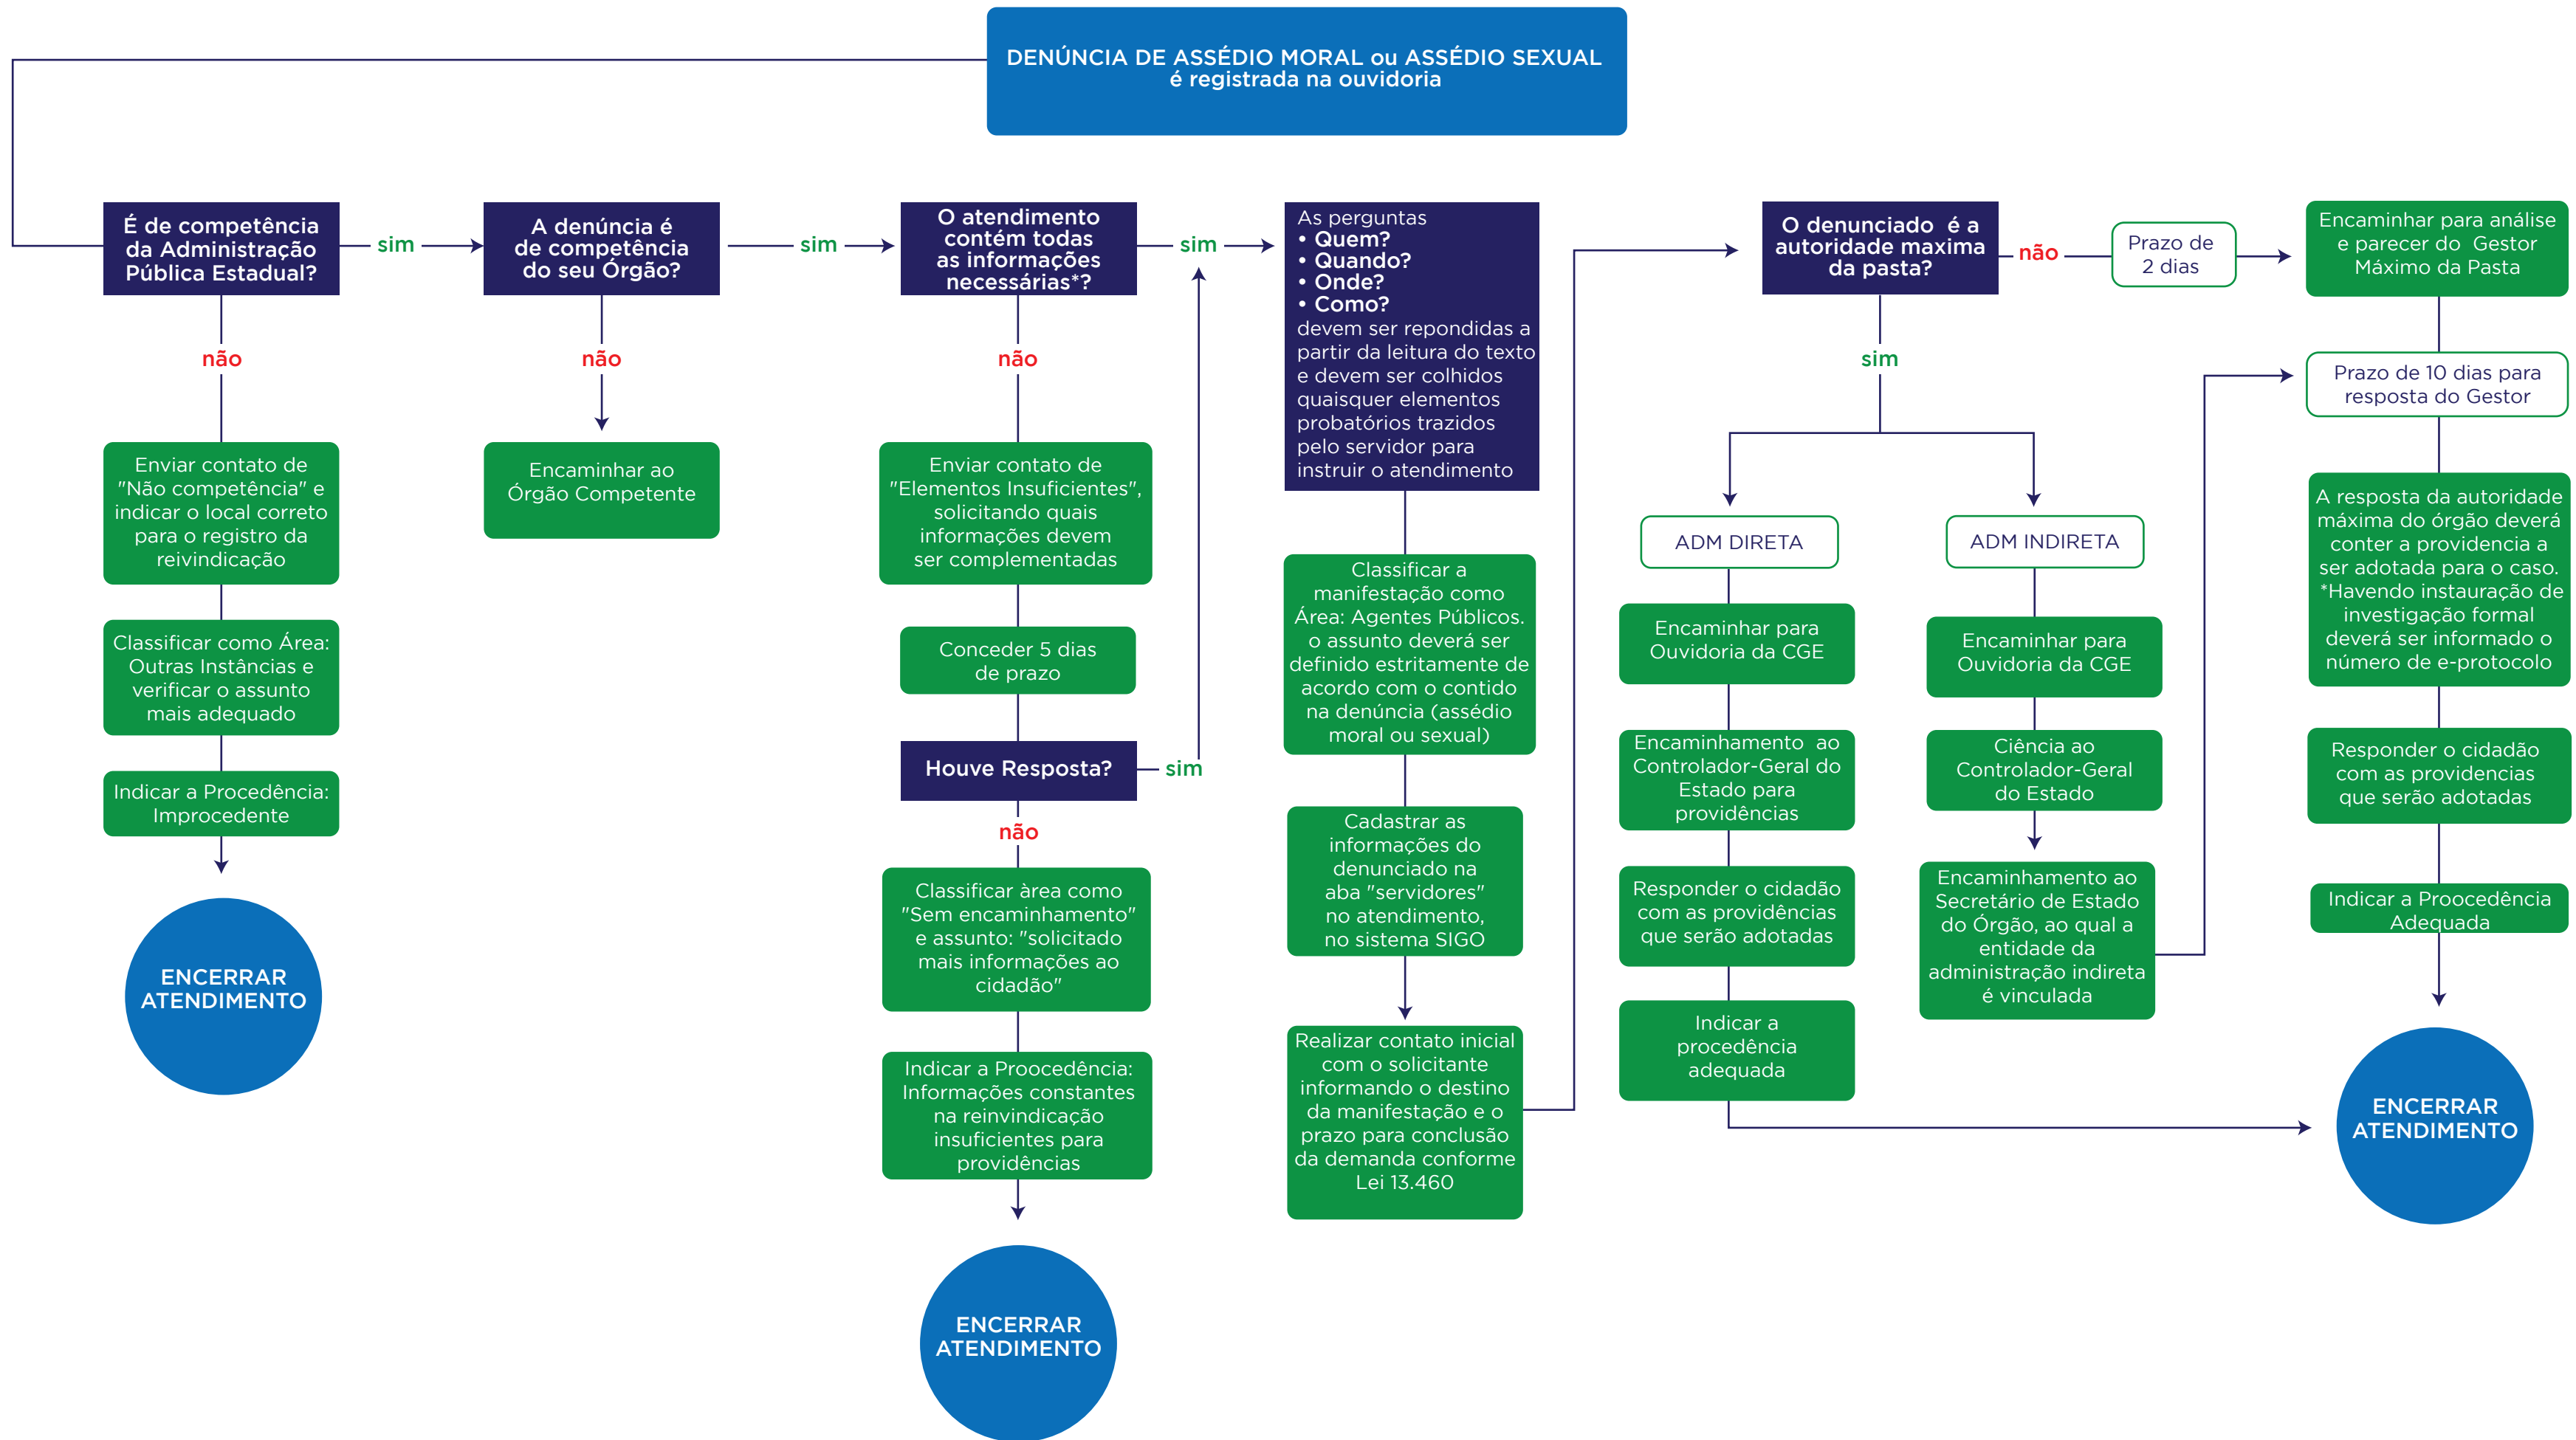 DENÚNCIA DE ASSÉDIO MORAL ou ASSÉDIO SEXUAL
é registrada na ouvidoria
É de competência
da Administração
Pública Estadual?
sim
não
Enviar contato de
"Não competência" e
indicar o local correto
para o registro da
reivindicação
Classificar como Área:
Outras Instâncias e
verificar o assunto
mais adequado
Indicar a Procedência:
Improcedente
ENCERRAR
ATENDIMENTO
A denúncia é
de competência
do seu Órgão?
sim
não
Encaminhar ao
Órgão Competente
O atendimento
contém todas
as informações
necessárias*?
sim
não
Enviar contato de
"Elementos Insuficientes",
solicitando quais
informações devem
ser complementadas
Conceder 5 dias
de prazo
Houve Resposta?
sim
não
Classificar àrea como
"Sem encaminhamento"
e assunto: "solicitado
mais informações ao
cidadão"
Indicar a Proocedência:
Informações constantes
na reinvindicação
insuficientes para
providências
ENCERRAR
ATENDIMENTO
As perguntas
• Quem?
• Quando?
• Onde?
• Como?
devem ser repondidas a
partir da leitura do texto
e devem ser colhidos
quaisquer elementos
probatórios trazidos
pelo servidor para
instruir o atendimento
Classificar a
manifestação como
Área: Agentes Públicos.
o assunto deverá ser
definido estritamente de
acordo com o contido
na denúncia (assédio
moral ou sexual)
Cadastrar as
informações do
denunciado na
aba "servidores"
no atendimento,
no sistema SIGO
Realizar contato inicial
com o solicitante
informando o destino
da manifestação e o
prazo para conclusão
da demanda conforme
Lei 13.460
O denunciado é a
autoridade maxima
da pasta?
não
sim
ADM DIRETA
Encaminhar para
Ouvidoria da CGE
Encaminhamento ao
Controlador-Geral do
Estado para
providências
Responder o cidadão
com as providências
que serão adotadas
Indicar a
procedência
adequada
ADM INDIRETA
Encaminhar para
Ouvidoria da CGE
Ciência ao
Controlador-Geral
do Estado
Encaminhamento ao
Secretário de Estado
do Órgão, ao qual a
entidade da
administração indireta
é vinculada
Prazo de
2 dias
Encaminhar para análise
e parecer do Gestor
Máximo da Pasta
Prazo de 10 dias para
resposta do Gestor
A resposta da autoridade
máxima do órgão deverá
conter a providencia a
ser adotada para o caso.
*Havendo instauração de
investigação formal
deverá ser informado o
número de e-protocolo
Responder o cidadão
com as providencias
que serão adotadas
Indicar a Proocedência
Adequada
ENCERRAR
ATENDIMENTO